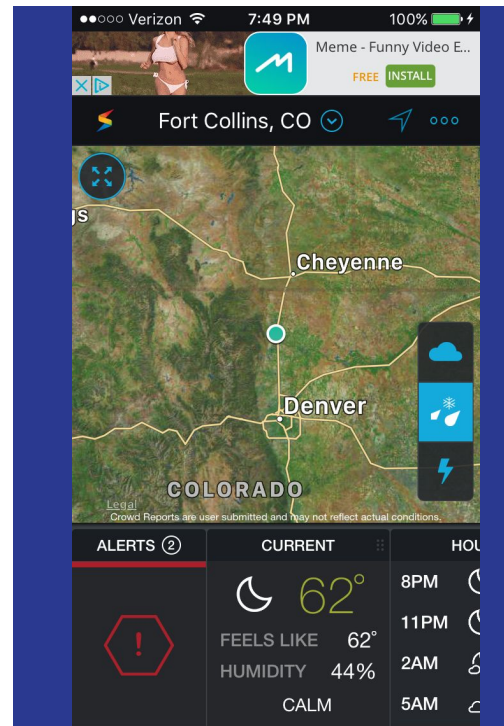 Verizon 7:49 PM 100%
Meme - Funny Video E...
FREE INSTALL
Fort Collins, CO
gs
Cheyenne
Denver
COLORADO
Legal
Crowd Reports are user submitted and may not reflect actual conditions.
ALERTS 2 CURRENT HOU
62°
8PM
FEELS LIKE 62°
11PM
HUMIDITY 44%
2AM
CALM
5AM